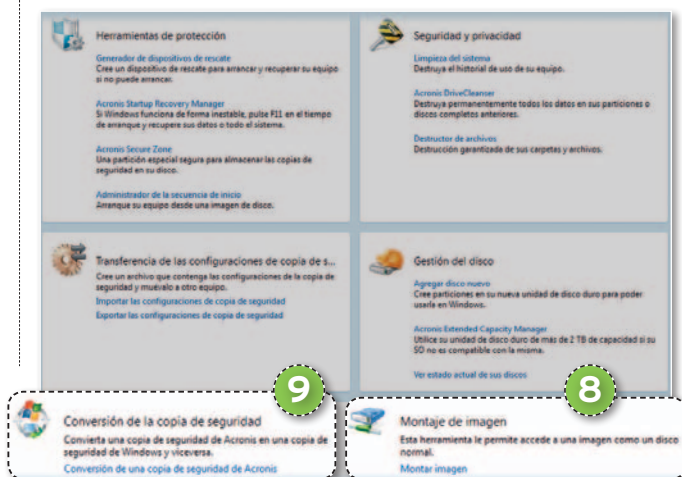 Herramientas de protección
Generador de dispositivos de rescate
Cree un dispositivo de rescate para arrancar y recuperar su equipo
si no puede arrancar.
Acronis Startup Recovery Manager
Si Windows funciona de forma inestable, pulse F11 en el tiempo
de arranque y recupere sus datos o todo el sistema.
Acronis Secure Zone
Una partición especial segura para almacenar las copias de
seguridad en su disco.
Administrador de la secuencia de inicio
Arranque su equipo desde una imagen de disco.
Seguridad y privacidad
Limpieza del sistema
Destruya el historial de uso de su equipo.
Acronis DriveCleanser
Destruya permanentemente todos los datos en sus particiones o
discos completos anteriores.
Destructor de archivos
Destrucción garantizada de sus carpetas y archivos.
Transferencia de las configuraciones de copia de s...
Cree un archivo que contenga las configuraciones de la copia de
seguridad y muévalo a otro equipo.
Importar las configuraciones de copia de seguridad
Exportar las configuraciones de copia de seguridad
Gestión del disco
Agregar disco nuevo
Cree particiones en su nueva unidad de disco duro para poder
usarla en Windows.
Acronis Extended Capacity Manager
Utilice su unidad de disco duro de más de 2 TB de capacidad si su
SO no es compatible con la misma.
Ver estado actual de sus discos
9
Conversión de la copia de seguridad
Convierta una copia de seguridad de Acronis en una copia de
seguridad de Windows y viceversa.
Conversión de una copia de seguridad de Acronis
8
Montaje de imagen
Esta herramienta le permite accede a una imagen como un disco
normal.
Montar imagen